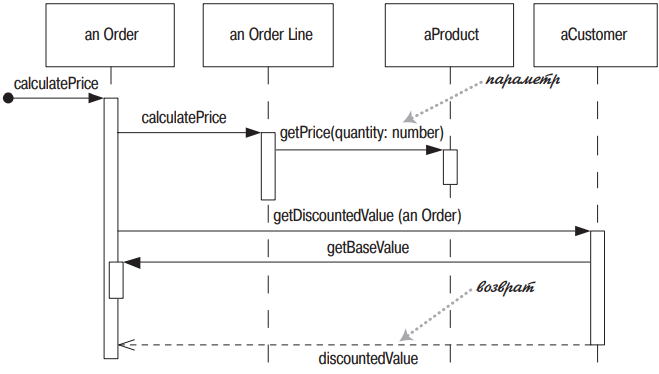 an Order
an Order Line
aProduct
aCustomer
calculatePrice
параметр
calculatePrice
getPrice(quantity: number)
getDiscountedValue (an Order)
getBaseValue
возврат
discountedValue